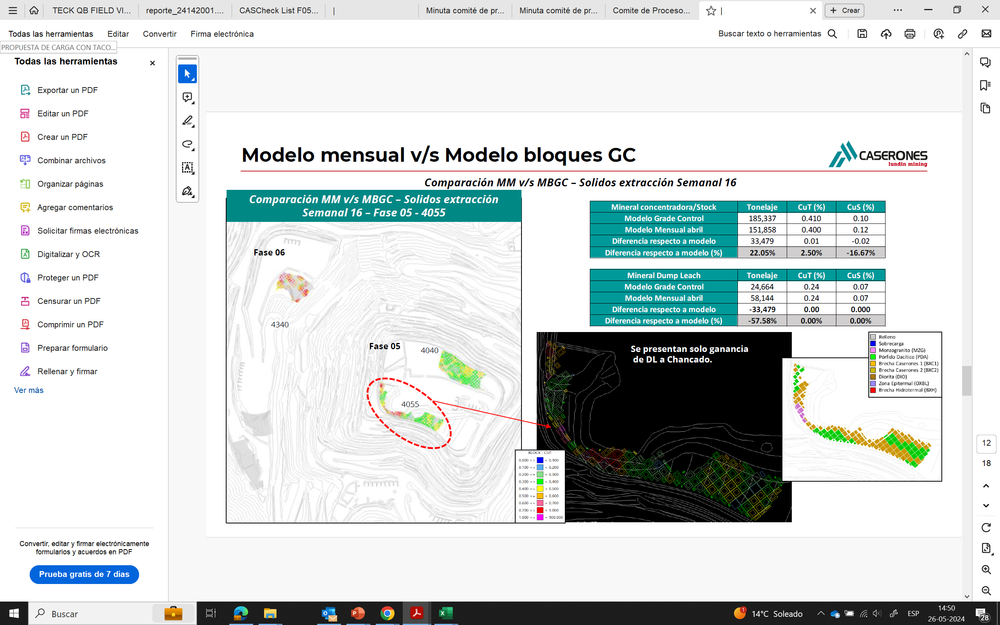 TECK QB FIELD VI...
reporte_24142001....
CASCheck List F05...
|
Minuta comité de pr...
Minuta comité de pr...
Comite de Proceso...
|
Crear
Todas las herramientas
Editar
Convertir
Firma electrónica
Buscar texto o herramientas
PROPUESTA DE CARGA CON TACO...
Todas las herramientas
Exportar un PDF
Editar un PDF
Crear un PDF
Combinar archivos
Organizar páginas
Agregar comentarios
Solicitar firmas electrónicas
Digitalizar y OCR
Proteger un PDF
Censurar un PDF
Comprimir un PDF
Preparar formulario
Rellenar y firmar
Ver más
Convertir, editar y firmar electrónicamente
formularios y acuerdos en PDF
Prueba gratis de 7 días
Modelo mensual v/s Modelo bloques GC
CASERONES
lundin mining
Comparación MM v/s MBGC – Solidos extracción Semanal 16
Comparación MM v/s MBGC – Solidos extracción
Semanal 16 – Fase 05 - 4055
Fase 06
4340
Fase 05
4040
4055
Mineral concentradora/Stock Tonelaje CuT (%) CuS (%)
Modelo Grade Control 185,337 0.410 0.10
Modelo Mensual abril 151,858 0.400 0.12
Diferencia respecto a modelo 33,479 0.01 -0.02
Diferencia respecto a modelo (%) 22.05% 2.50% -16.67%
Mineral Dump Leach Tonelaje CuT (%) CuS (%)
Modelo Grade Control 24,664 0.24 0.07
Modelo Mensual abril 58,144 0.24 0.07
Diferencia respecto a modelo -33,479 0.00 0.000
Diferencia respecto a modelo (%) -57.58% 0.00% 0.00%
Se presentan solo ganancia
de DL a Chancado.
Relleno
Sobrecarga
Monzogranito (MZG)
Pórfido Dacítico (PDA)
Brecha Caserones 1 (BXC1)
Brecha Caserones 2 (BXC2)
Diorita (DIO)
Zona Epitermal (OXBL)
Brecha Hidrotermal (BXH)
BLOCK : CUT
0.000 <= < 0.100
0.100 <= < 0.200
0.200 <= < 0.300
0.300 <= < 0.400
0.400 <= < 0.500
0.500 <= < 0.600
0.600 <= < 0.700
0.700 <= < 1.000
1.000 <= < 100.000
12
18
Buscar
1
14°C Soleado
ESP
14:50
26-05-2024
28